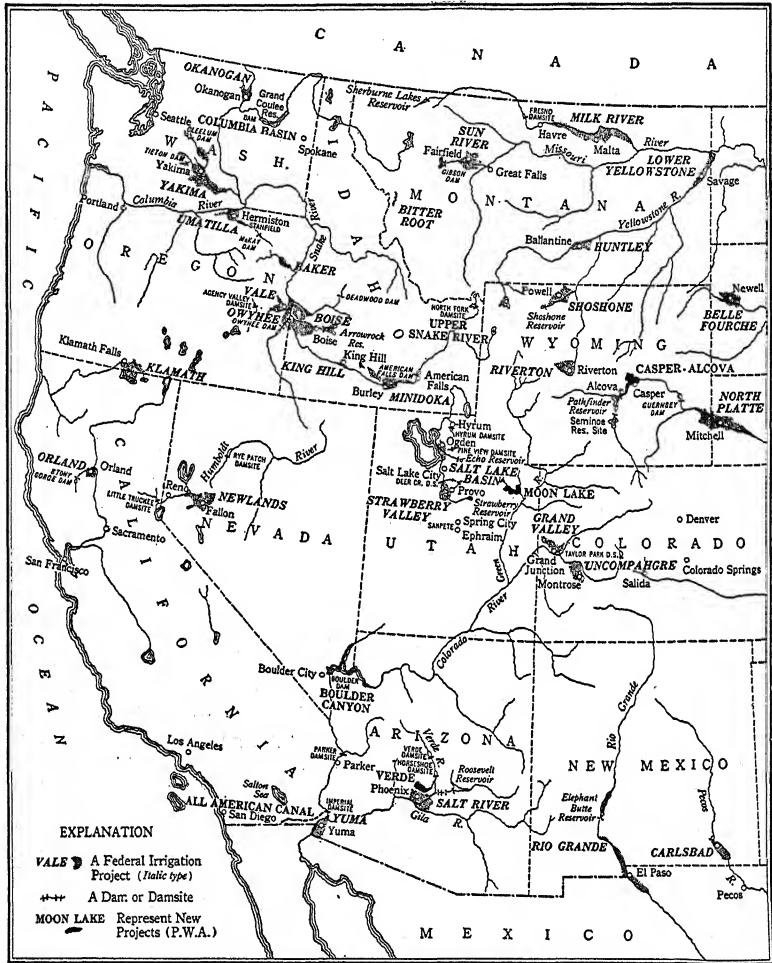 CANADA
PACIFIC
OCEAN
OKANOGAN
Okanogan
Grand
Coulee
Res.
DAM
Sherburne Lakes
Reservoir
FRESNO
DAMSITE
MILK RIVER
Havre
Malta
River
Missouri
Seattle
CLE ELUM
DAM
COLUMBIA BASIN
Spokane
WASH.
TIETON DAM
Yakima
YAKIMA
IDAHO
SUN
RIVER
Fairfield
GIBSON
DAM
Great Falls
LOWER
YELLOWSTONE
Savage
MONTANA
Yellowstone R.
BITTER
ROOT
Portland
Columbia River
Hermiston
STANFIELD
UMATILLA
McKAY
DAM
Snake River
Ballantine
HUNTLEY
OREGON
BAKER
VALE
AGENCY VALLEY
DAMSITE
DEADWOOD DAM
OWYHEE
OWYHEE DAM
BOISE
Boise
Arrowrock
Res.
NORTH FORK
DAMSITE
UPPER
SNAKE RIVER
Powell
SHOSHONE
Shoshone
Reservoir
Newell
BELLE
FOURCHE
WYOMING
Klamath Falls
KLAMATH
King Hill
KING HILL
AMERICAN
FALLS DAM
American
Falls
Burley
MINIDOKA
RIVERTON
Riverton
CASPER-ALCOVA
Alcova
Casper
Pathfinder
Reservoir
GUERNSEY
DAM
Seminoe
Res. Site
NORTH
PLATTE
Mitchell
Hyrum
HYRUM DAMSITE
Ogden
PINE VIEW DAMSITE
Echo Reservoir
Humboldt River
RYE PATCH
DAMSITE
ORLAND
Orland
STONY
GORGE DAM
LITTLE TRUCKEE
DAMSITE
Reno
NEWLANDS
Fallon
Salt Lake
City
DEER CR. D.S.
SALT LAKE
BASIN
Provo
MOON LAKE
STRAWBERRY
VALLEY
Strawberry
Reservoir
SANPETE
Spring City
Ephraim
NEVADA
UTAH
Green
River
GRAND
VALLEY
Denver
COLORADO
TAYLOR PARK D.S.
Grand
Junction
UNCOMPAHGRE
Montrose
Colorado Springs
Salida
Sacramento
San Francisco
CALIFORNIA
Colorado
Boulder City
BOULDER
DAM
BOULDER
CANYON
Rio Grande
Los Angeles
ARIZONA
PARKER
DAMSITE
Parker
VERDE
DAMSITE
Verde R.
HORSESHOE
DAMSITE
Roosevelt
Reservoir
VERDE
Phoenix
SALT RIVER
Gila R.
NEW MEXICO
Pecos R.
Salton
Sea
ALL AMERICAN CANAL
San Diego
IMPERIAL
DAMSITE
YUMA
Yuma
Elephant
Butte
Reservoir
RIO GRANDE
CARLSBAD
El Paso
Pecos
MEXICO
EXPLANATION
VALE A Federal Irrigation
Project (Italic type)
A Dam or Damsite
MOON LAKE Represent New
Projects (P.W.A.)